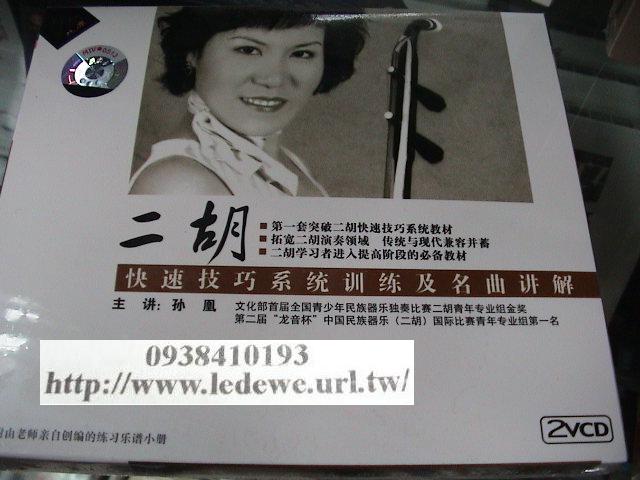 二胡
■ 第一套突破二胡快速技巧系统教材
■ 拓宽二胡演奏领域 传统与现代兼容并蓄
■ 二胡学习者进入提高阶段的必备教材
快速技巧系统训练及名曲讲解
主讲:孙凰 文化部首届全国青少年民族器乐独奏比赛二胡青年专业组金奖
第二届“龙音杯”中国民族器乐(二胡)国际比赛青年专业组第一名
0938410193
http://www.ledewe.url.tw/
由老师亲自创编的练习乐谱小册
2VCD